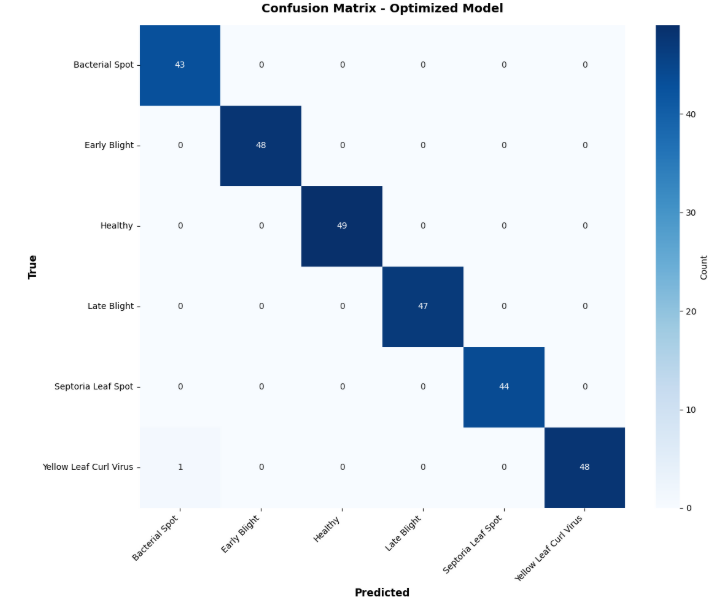 Confusion Matrix - Optimized Model
True
Bacterial Spot 43 0 0 0 0 0
Early Blight 0 48 0 0 0 0
Healthy 0 0 49 0 0 0
Late Blight 0 0 0 47 0 0
Septoria Leaf Spot 0 0 0 0 44 0
Yellow Leaf Curl Virus 1 0 0 0 0 48
Bacterial Spot
Early Blight
Healthy
Late Blight
Septoria Leaf Spot
Yellow Leaf Curl Virus
Predicted
40
30
20
10
0
Count